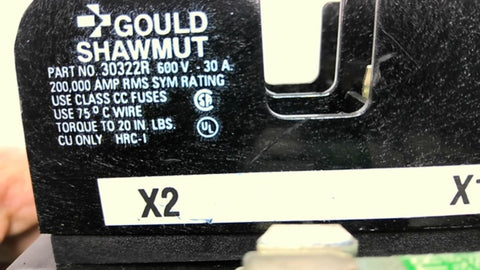 GOULD
SHAWMUT
PART NO. 30322R 600 V. - 30 A.
200,000 AMP RMS SYM RATING
USE CLASS CC FUSES
USE 75° C WIRE
TORQUE TO 20 IN. LBS.
CU ONLY HRC-I
UL
X2